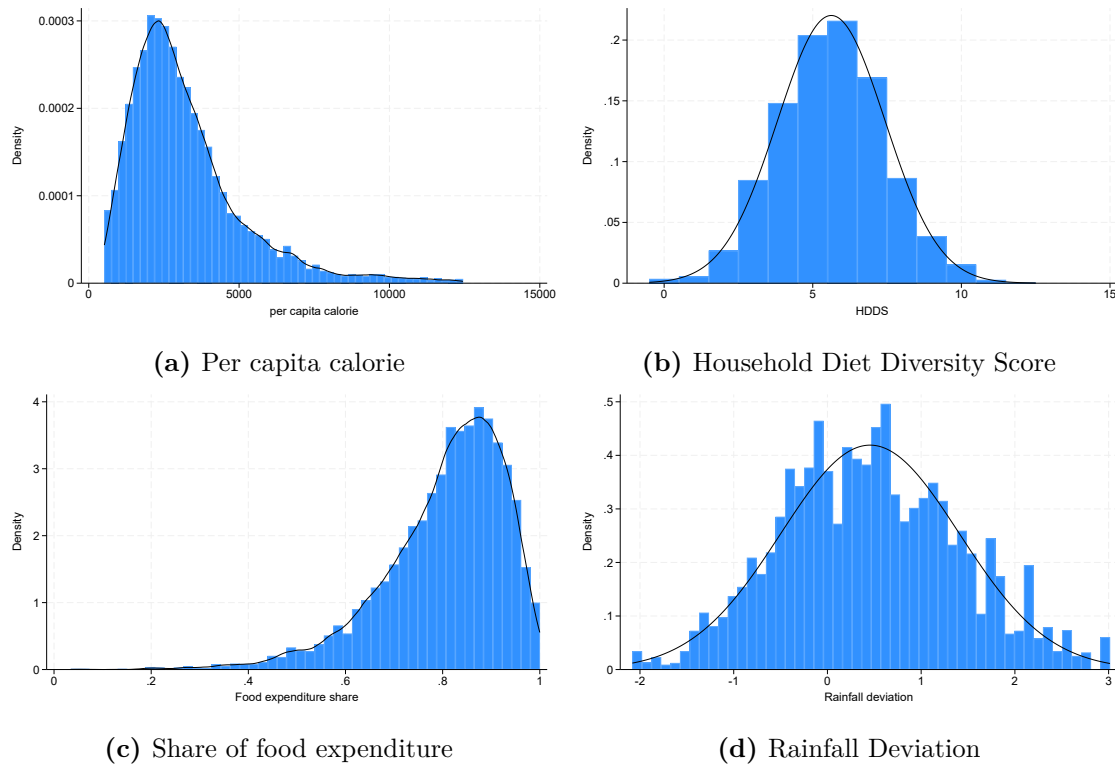 0.0003
0.0002
0.0001
0
Density
0 5000 10000 15000
per capita calorie
(a) Per capita calorie
.2
.15
.1
.05
0
Density
0 5 10 15
HDDS
(b) Household Diet Diversity Score
4
3
2
1
0
Density
0 .2 .4 .6 .8 1
Food expenditure share
(c) Share of food expenditure
.5
.4
.3
.2
.1
0
Density
-2 -1 0 1 2 3
Rainfall deviation
(d) Rainfall Deviation